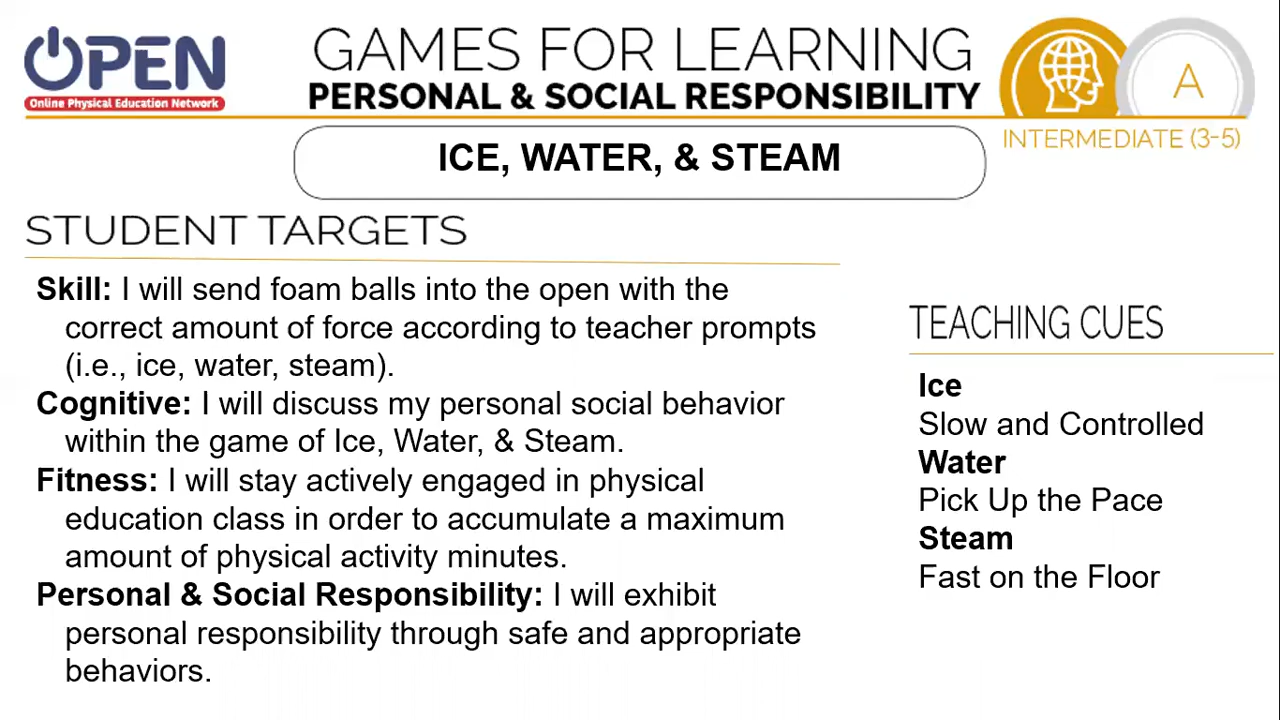 OPEN
Online Physical Education Network
GAMES FOR LEARNING
PERSONAL & SOCIAL RESPONSIBILITY
A
INTERMEDIATE (3-5)
ICE, WATER, & STEAM
STUDENT TARGETS
Skill: I will send foam balls into the open with the
correct amount of force according to teacher prompts
(i.e., ice, water, steam).
Cognitive: I will discuss my personal social behavior
within the game of Ice, Water, & Steam.
Fitness: I will stay actively engaged in physical
education class in order to accumulate a maximum
amount of physical activity minutes.
Personal & Social Responsibility: I will exhibit
personal responsibility through safe and appropriate
behaviors.
TEACHING CUES
Ice
Slow and Controlled
Water
Pick Up the Pace
Steam
Fast on the Floor